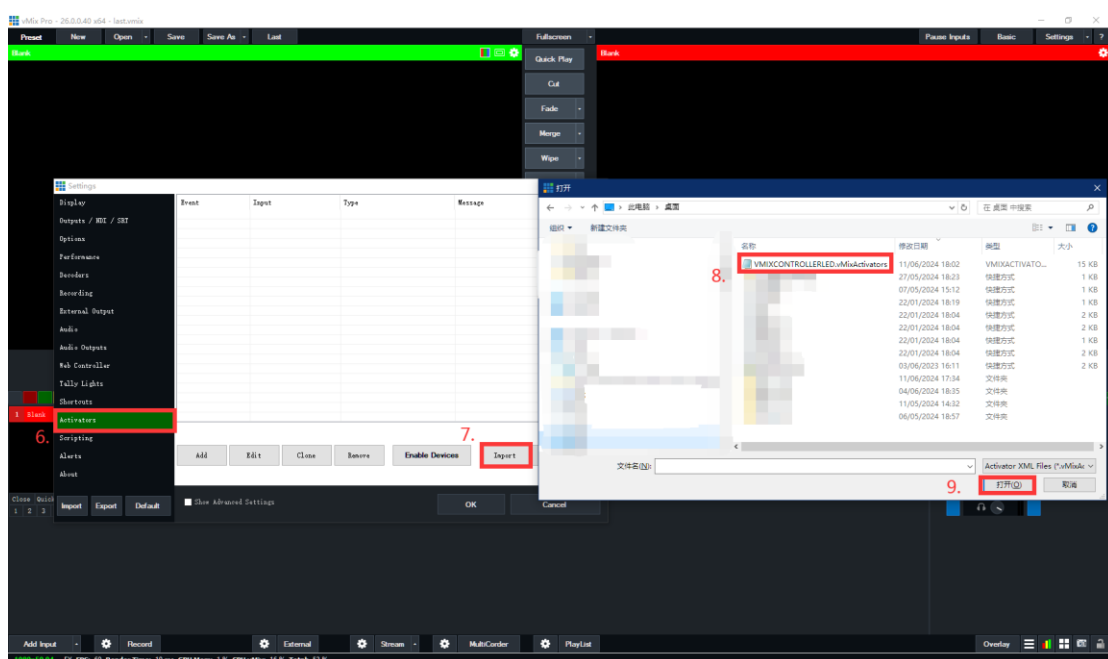 vMix Pro - 26.0.0.40 x64 - last.vmix
Preset New Open Save Save As Last Fullscreen Pause Inputs Basic Settings ?
Blank Blank
Quick Play
Cut
Fade
Merge
Wipe
Settings
Display
Outputs / NDI / SRT
Options
Performance
Decoders
Recording
External Output
Audio
Audio Outputs
Web Controller
Tally Lights
Shortcuts
Activators
Scripting
Alerts
About
Import Export Default
6.
Event Input Type Message
7.
Add Edit Clone Remove Enable Devices Import
Show Advanced Settings OK Cancel
1 Blank
Close Quick
1 2 3
打开
此电脑 › 桌面
在 桌面 中搜索
组织 新建文件夹
名称 修改日期 类型 大小
8.
VMIXCONTROLLERLED.vMixActivators 11/06/2024 18:02 VMIXACTIVATO... 15 KB
27/05/2024 18:23 快捷方式 1 KB
07/05/2024 15:12 快捷方式 1 KB
22/01/2024 18:19 快捷方式 1 KB
22/01/2024 18:04 快捷方式 2 KB
22/01/2024 18:04 快捷方式 2 KB
22/01/2024 18:04 快捷方式 1 KB
22/01/2024 18:04 快捷方式 2 KB
03/06/2023 16:11 快捷方式 2 KB
11/06/2024 17:34 文件夹
04/06/2024 18:35 文件夹
11/05/2024 14:32 文件夹
06/05/2024 18:57 文件夹
文件名(N): Activator XML Files (*.vMixAc
9.
打开(O) 取消
Add Input Record External Stream MultiCorder PlayList Overlay